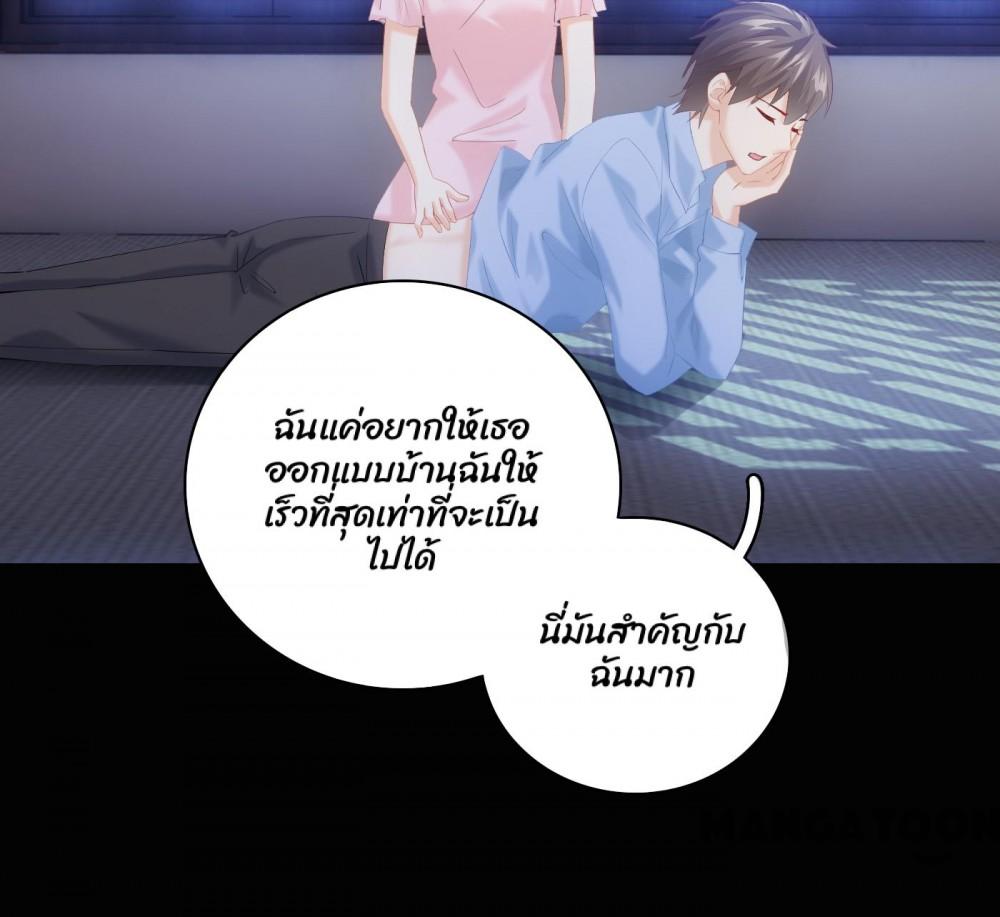 ฉันแค่อยากให้เธอ
ออกแบบบ้านฉันให้
เร็วที่สุดเท่าที่จะเป็น
ไปได้
นี่มันสำคัญกับ
ฉันมาก
MANGATOON